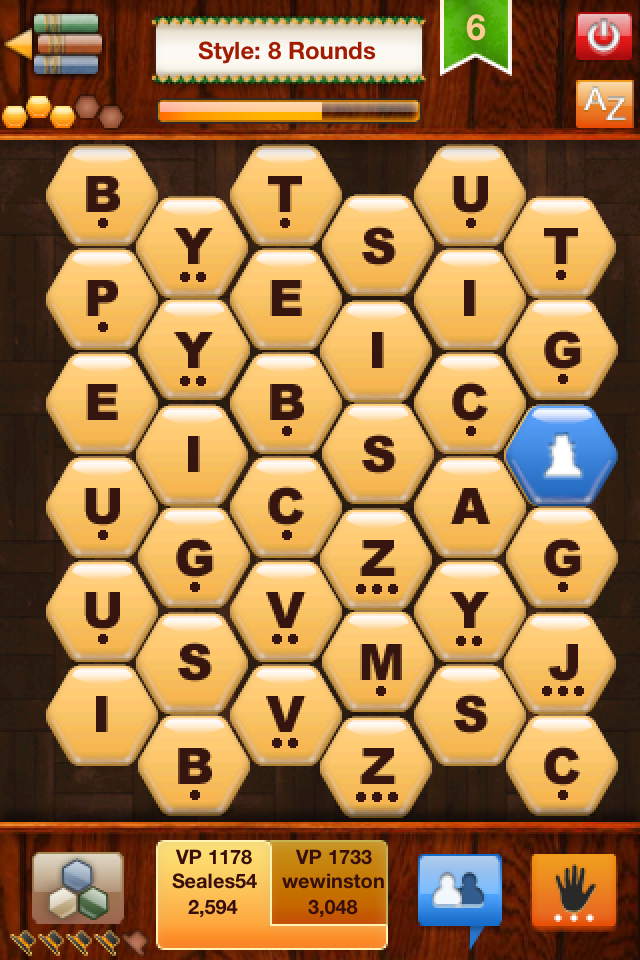 6
Style: 8 Rounds
AZ
B T U
Y S T
P E I
Y I G
E B C
I S
U C A
G Z G
U V Y
S M J
I V S
B Z C
VP 1178 VP 1733
Seales54 wewinston
2,594 3,048